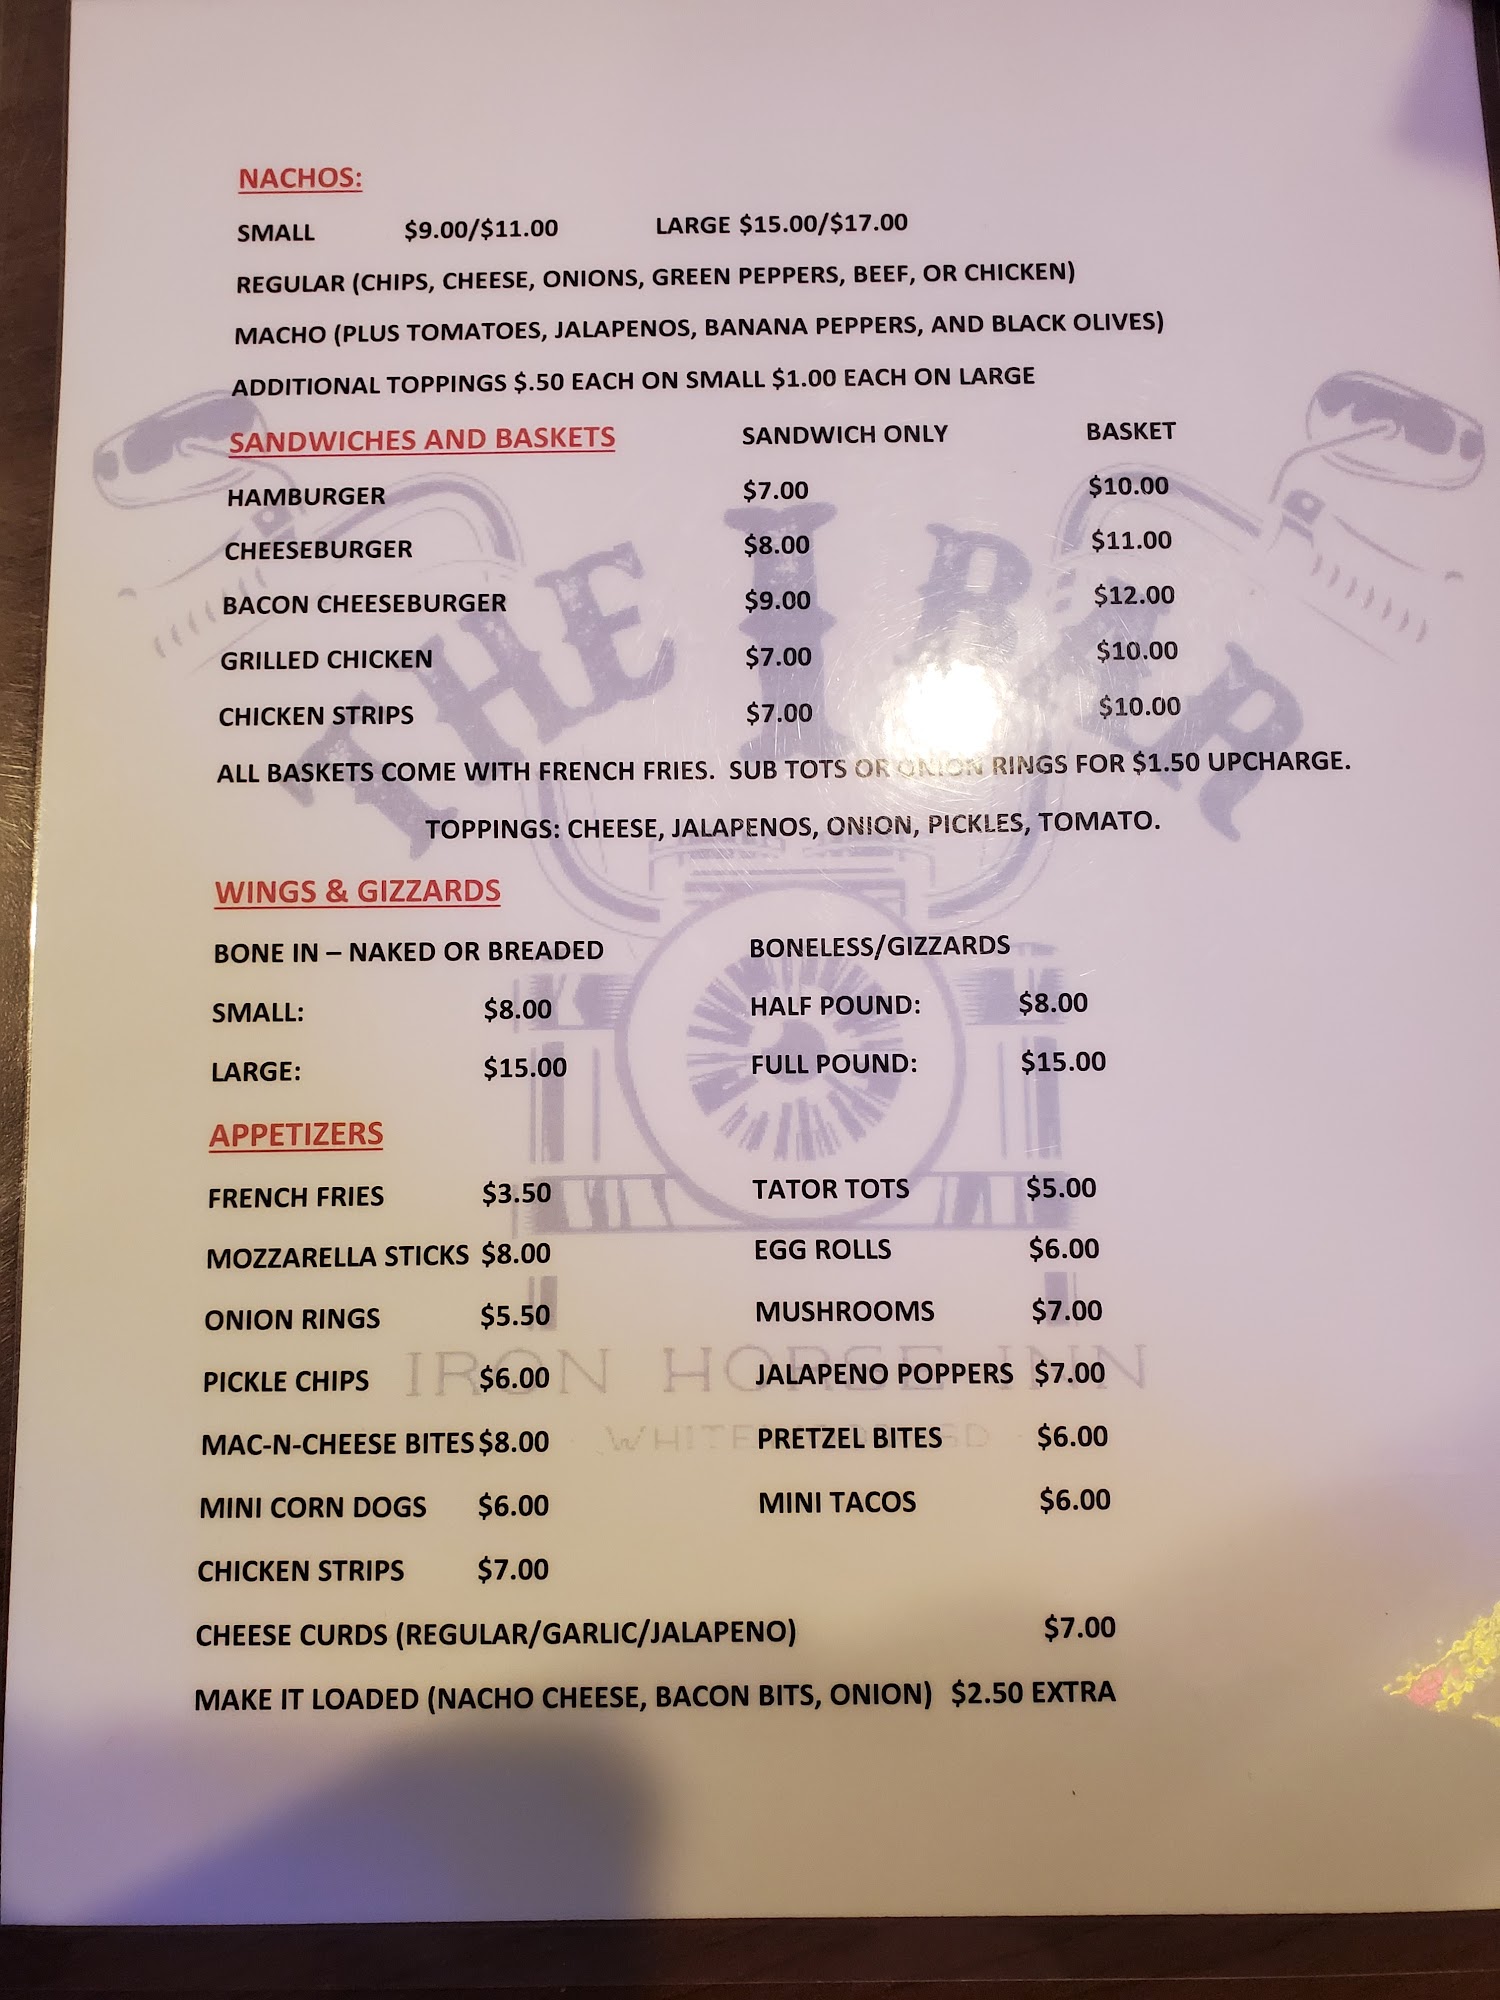 NACHOS:
SMALL $9.00/$11.00 LARGE $15.00/$17.00
REGULAR (CHIPS, CHEESE, ONIONS, GREEN PEPPERS, BEEF, OR CHICKEN)
MACHO (PLUS TOMATOES, JALAPENOS, BANANA PEPPERS, AND BLACK OLIVES)
ADDITIONAL TOPPINGS $.50 EACH ON SMALL $1.00 EACH ON LARGE
SANDWICHES AND BASKETS SANDWICH ONLY BASKET
HAMBURGER $7.00 $10.00
CHEESEBURGER $8.00 $11.00
BACON CHEESEBURGER $9.00 $12.00
GRILLED CHICKEN $7.00 $10.00
CHICKEN STRIPS $7.00 $10.00
THE I BAR
ALL BASKETS COME WITH FRENCH FRIES. SUB TOTS OR ONION RINGS FOR $1.50 UPCHARGE.
TOPPINGS: CHEESE, JALAPENOS, ONION, PICKLES, TOMATO.
WINGS & GIZZARDS
BONE IN – NAKED OR BREADED BONELESS/GIZZARDS
SMALL: $8.00 HALF POUND: $8.00
LARGE: $15.00 FULL POUND: $15.00
APPETIZERS
FRENCH FRIES $3.50 TATOR TOTS $5.00
MOZZARELLA STICKS $8.00 EGG ROLLS $6.00
ONION RINGS $5.50 MUSHROOMS $7.00
IRON HORSE INN
PICKLE CHIPS $6.00 JALAPENO POPPERS $7.00
MAC-N-CHEESE BITES $8.00 PRETZEL BITES $6.00
MINI CORN DOGS $6.00 MINI TACOS $6.00
CHICKEN STRIPS $7.00
CHEESE CURDS (REGULAR/GARLIC/JALAPENO) $7.00
MAKE IT LOADED (NACHO CHEESE, BACON BITS, ONION) $2.50 EXTRA